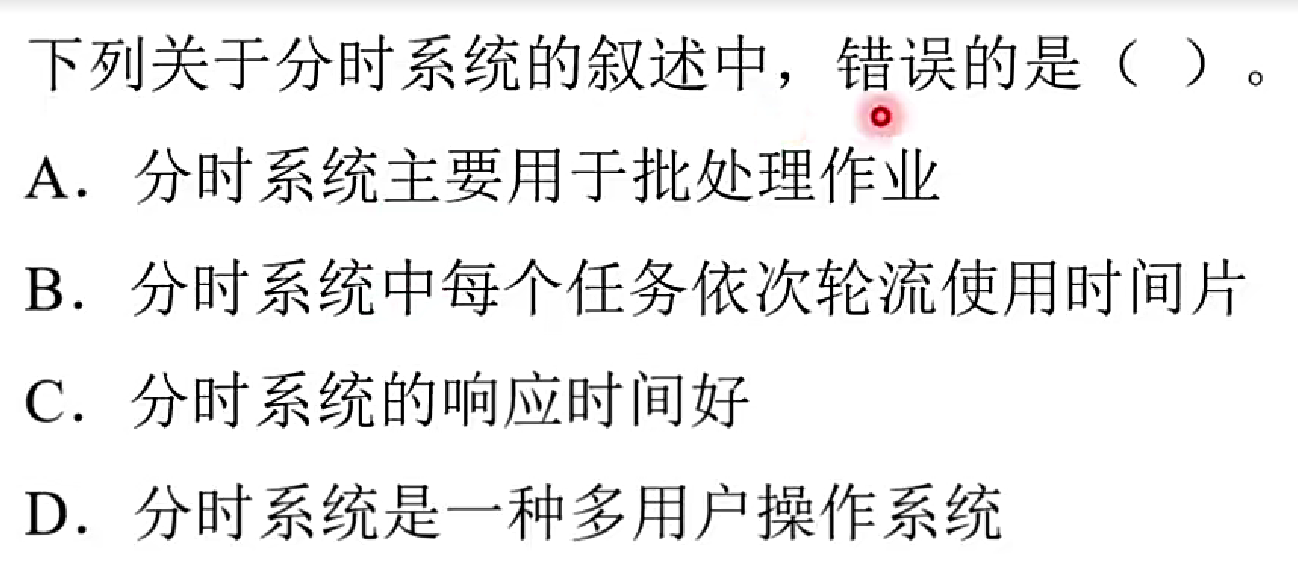 下列关于分时系统的叙述中，错误的是（ ）。
A．分时系统主要用于批处理作业
B．分时系统中每个任务依次轮流使用时间片
C．分时系统的响应时间好
D．分时系统是一种多用户操作系统